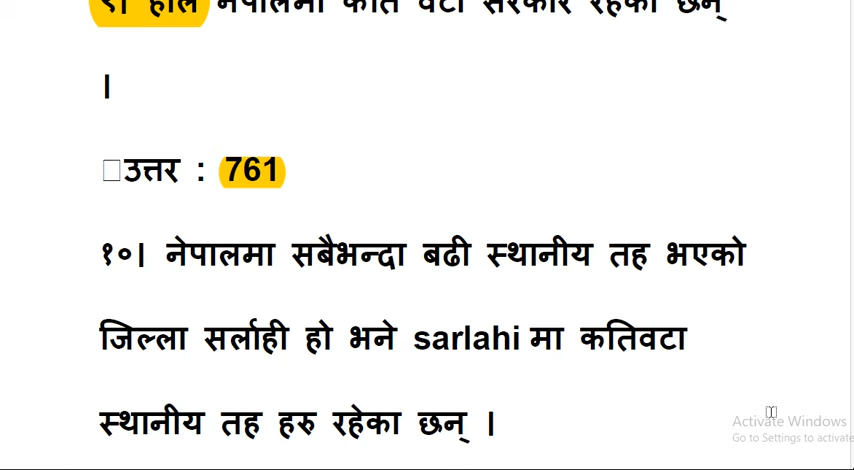 ९। हाल नेपालमा कति वटा सरकार रहेका छन्
।
उत्तर : 761
१०। नेपालमा सबैभन्दा बढी स्थानीय तह भएको
जिल्ला सर्लाही हो भने sarlahi मा कतिवटा
स्थानीय तह हरु रहेका छन् ।
Activate Windows
Go to Settings to activate